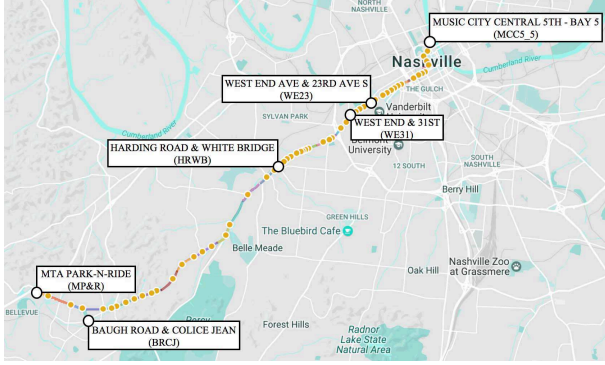 NORTH
NASHVILLE
MUSIC CITY CENTRAL 5TH - BAY 5
(MCC5_5)
Nashville
Cumberland River
THE GULCH
WEST END AVE & 23RD AVE S
(WE23)
Vanderbilt
Cumberland River
SYLVAN PARK
WEST END & 31ST
(WE31)
Belmont
University
HARDING ROAD & WHITE BRIDGE
(HRWB)
12 SOUTH
SOUTH
NASHVILLE
Berry Hill
GREEN HILLS
The Bluebird Cafe
Belle Meade
Nashville Zoo
at Grassmere
Oak Hill
MTA PARK-N-RIDE
(MP&R)
BELLEVUE
BAUGH ROAD & COLICE JEAN
(BRCJ)
Percy
Forest Hills
Radnor
Lake State
Natural Area